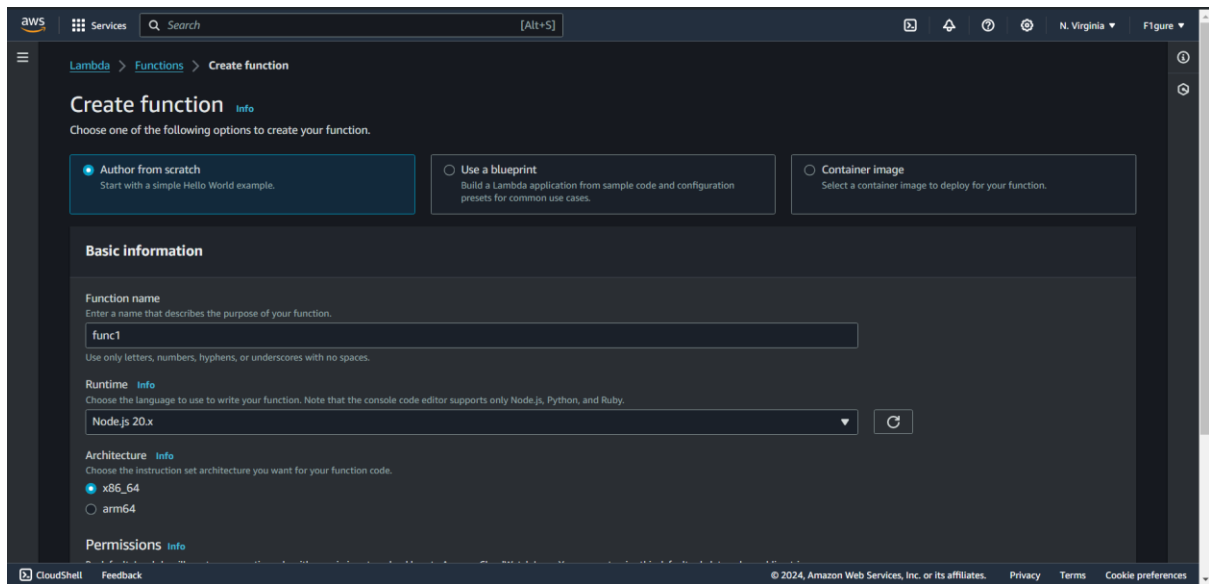 aws Services Search [Alt+S] N. Virginia ▼ F1gure ▼
Lambda > Functions > Create function
Create function Info
Choose one of the following options to create your function.
Author from scratch
Start with a simple Hello World example.
Use a blueprint
Build a Lambda application from sample code and configuration
presets for common use cases.
Container image
Select a container image to deploy for your function.
Basic information
Function name
Enter a name that describes the purpose of your function.
func1
Use only letters, numbers, hyphens, or underscores with no spaces.
Runtime Info
Choose the language to use to write your function. Note that the console code editor supports only Node.js, Python, and Ruby.
Node.js 20.x
Architecture Info
Choose the instruction set architecture you want for your function code.
x86_64
arm64
Permissions Info
CloudShell Feedback © 2024, Amazon Web Services, Inc. or its affiliates. Privacy Terms Cookie preferences